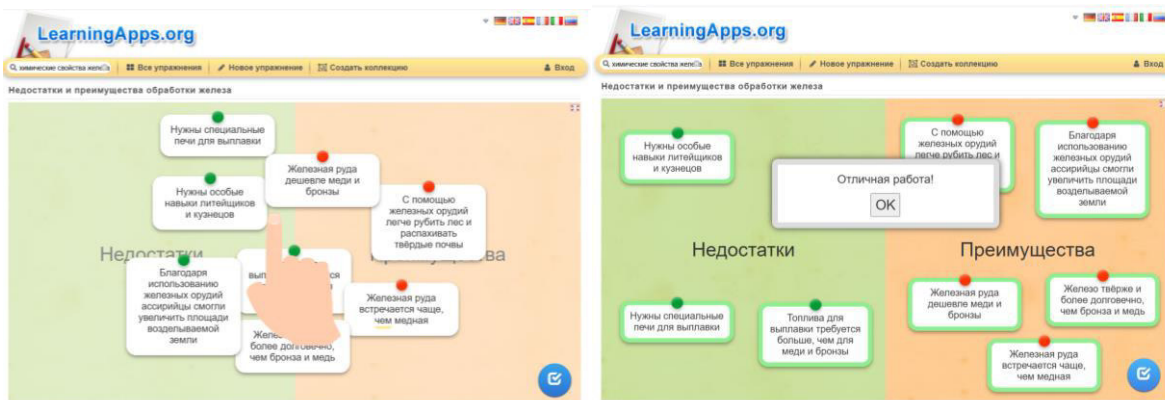 LearningApps.org
Все упражнения
Новое упражнение
Создать коллекцию
Вход
Недостатки и преимущества обработки железа
Нужны специальные
печи для выплавки
Железная руда
дешевле меди и
бронзы
Нужны особые
навыки литейщиков
и кузнецов
С помощью
железных орудий
легче рубить лес и
распахивать
твёрдые почвы
Недостатки
Благодаря
использованию
железных орудий
ассирийцы смогли
увеличить площади
возделываемой
земли
Железная руда
встречается чаще,
чем медная
более долговечно,
чем бронза и медь
LearningApps.org
Все упражнения
Новое упражнение
Создать коллекцию
Вход
Недостатки и преимущества обработки железа
Нужны особые
навыки литейщиков
и кузнецов
С помощью
железных орудий
легче рубить лес и
Благодаря
использованию
железных орудий
ассирийцы смогли
увеличить площади
возделываемой
земли
Отличная работа!
OK
Недостатки
Преимущества
Железная руда
дешевле меди и
бронзы
Железо твёрже и
более долговечно,
чем бронза и медь
Нужны специальные
печи для выплавки
Топлива для
выплавки требуется
больше, чем для
меди и бронзы
Железная руда
встречается чаще,
чем медная